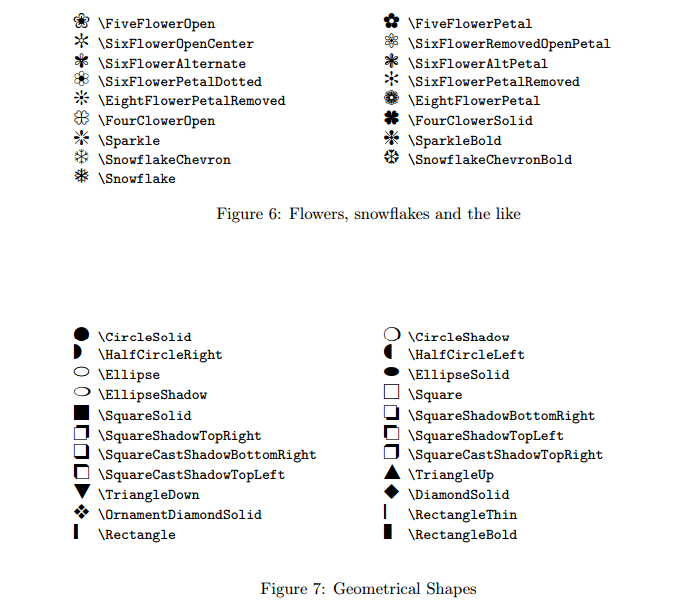 \FiveFlowerOpen \FiveFlowerPetal
\SixFlowerOpenCenter \SixFlowerRemovedOpenPetal
\SixFlowerAlternate \SixFlowerAltPetal
\SixFlowerPetalDotted \SixFlowerPetalRemoved
\EightFlowerPetalRemoved \EightFlowerPetal
\FourClowerOpen \FourClowerSolid
\Sparkle \SparkleBold
\SnowflakeChevron \SnowflakeChevronBold
\Snowflake
Figure 6: Flowers, snowflakes and the like
\CircleSolid \CircleShadow
\HalfCircleRight \HalfCircleLeft
\Ellipse \EllipseSolid
\EllipseShadow \Square
\SquareSolid \SquareShadowBottomRight
\SquareShadowTopRight \SquareShadowTopLeft
\SquareCastShadowBottomRight \SquareCastShadowTopRight
\SquareCastShadowTopLeft \TriangleUp
\TriangleDown \DiamondSolid
\OrnamentDiamondSolid \RectangleThin
\Rectangle \RectangleBold
Figure 7: Geometrical Shapes